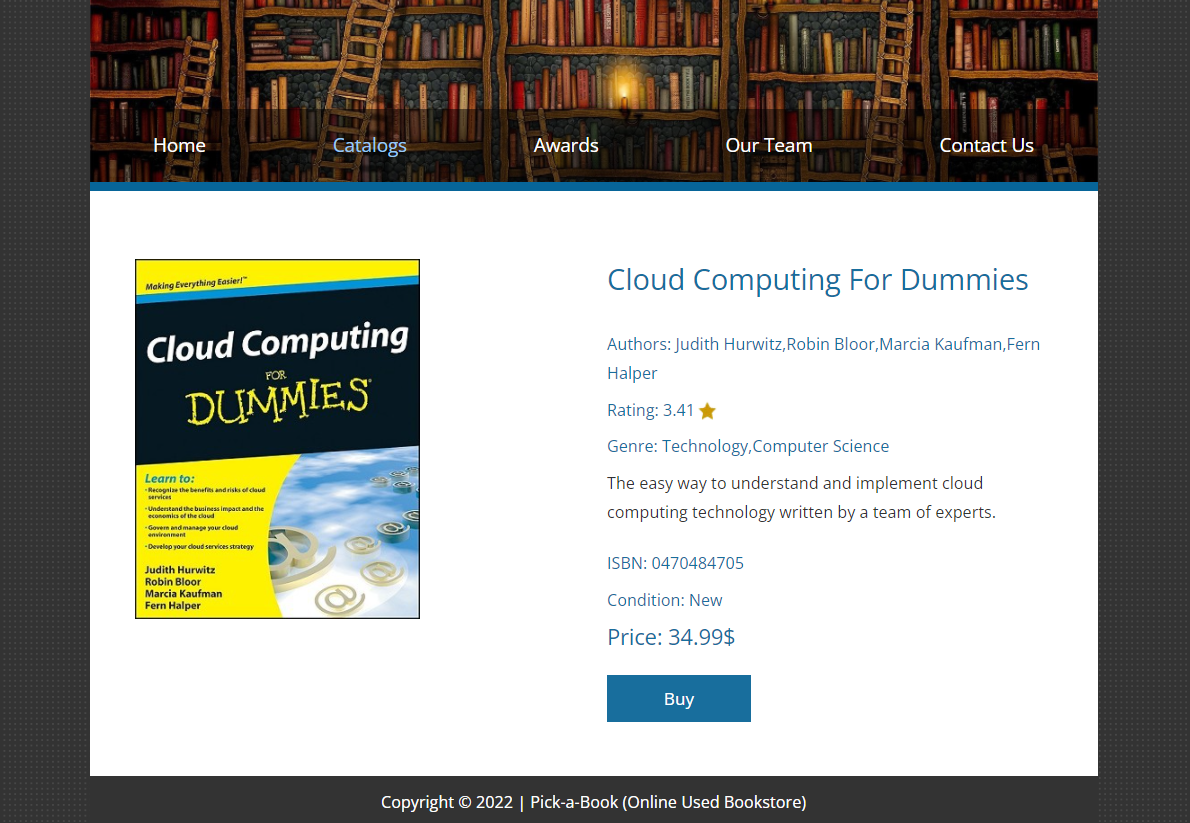 Home Catalogs Awards Our Team Contact Us
Making Everything Easier!™
Cloud Computing
FOR
DUMMIES®
Learn to:
• Recognize the benefits and risks of cloud
services
• Understand the business impact and the
economics of the cloud
• Govern and manage your cloud
environment
• Develop your cloud services strategy
Judith Hurwitz
Robin Bloor
Marcia Kaufman
Fern Halper
Cloud Computing For Dummies
Authors: Judith Hurwitz,Robin Bloor,Marcia Kaufman,Fern
Halper
Rating: 3.41
Genre: Technology,Computer Science
The easy way to understand and implement cloud
computing technology written by a team of experts.
ISBN: 0470484705
Condition: New
Price: 34.99$
Buy
Copyright © 2022 | Pick-a-Book (Online Used Bookstore)